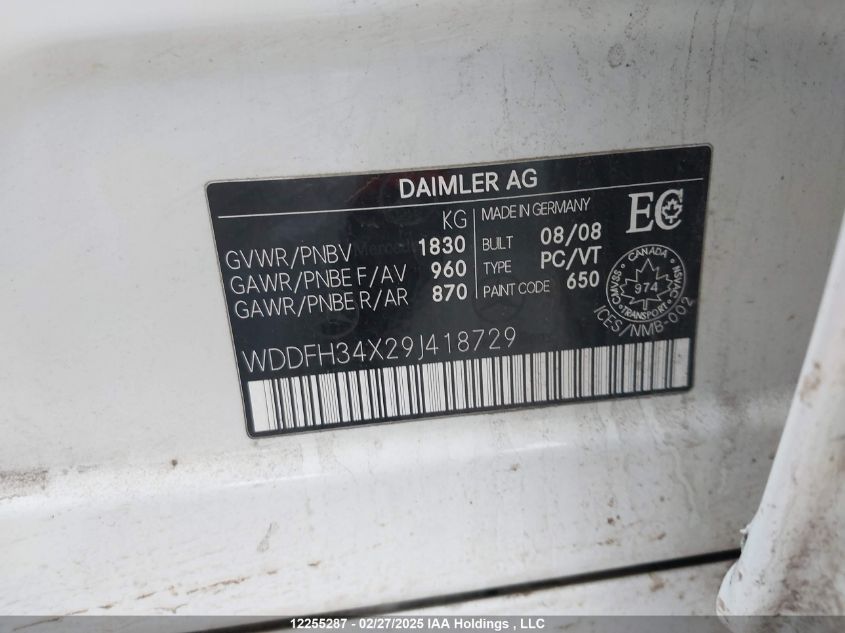 DAIMLER AG
KG
GVWR/PNBV 1830
GAWR/PNBE F/AV 960
GAWR/PNBE R/AR 870
MADE IN GERMANY
BUILT 08/08
TYPE PC/VT
PAINT CODE 650
EC
CANADA
CMVSS 974 NSVAC
TRANSPORT
ICES/NMB-002
WDDFH34X29J418729
12255287 - 02/27/2025 IAA Holdings , LLC